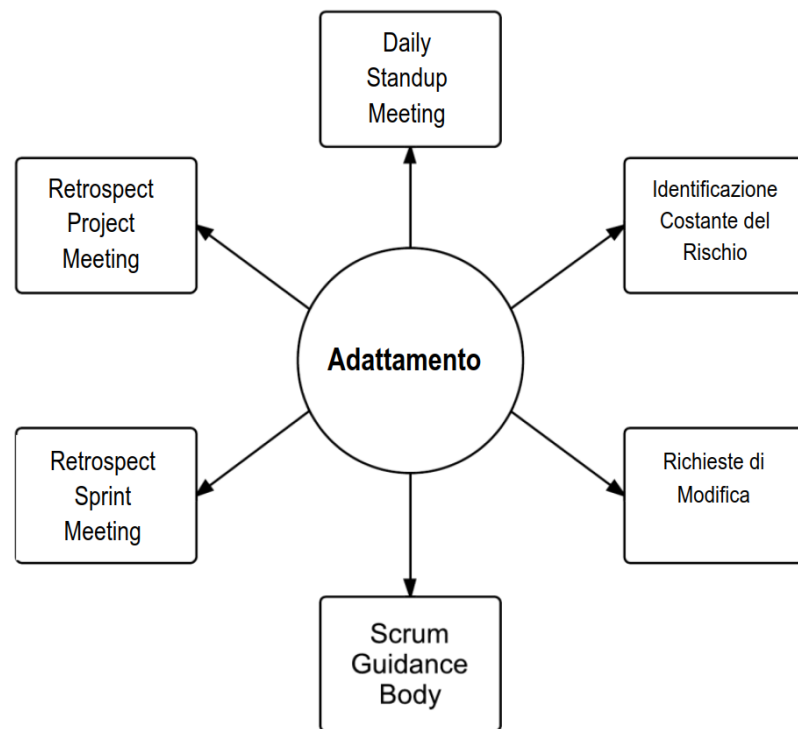 Daily
Standup
Meeting
Retrospect
Project
Meeting
Identificazione
Costante del
Rischio
Adattamento
Retrospect
Sprint
Meeting
Richieste di
Modifica
Scrum
Guidance
Body